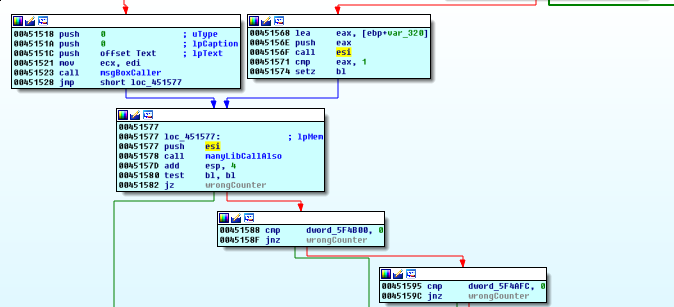 00451518 push 0 ; uType
0045151A push 0 ; lpCaption
0045151C push offset Text ; lpText
00451521 mov ecx, edi
00451523 call msgBoxCaller
00451528 jmp short loc_451577
00451568 lea eax, [ebp+var_320]
0045156E push eax
0045156F call esi
00451571 cmp eax, 1
00451574 setz bl
00451577
00451577 loc_451577: ; lpMem
00451577 push esi
00451578 call manyLibCallAlso
0045157D add esp, 4
00451580 test bl, bl
00451582 jz wrongCounter
00451588 cmp dword_5F4B00, 0
0045158F jnz wrongCounter
00451595 cmp dword_5F4AFC, 0
0045159C jnz wrongCounter